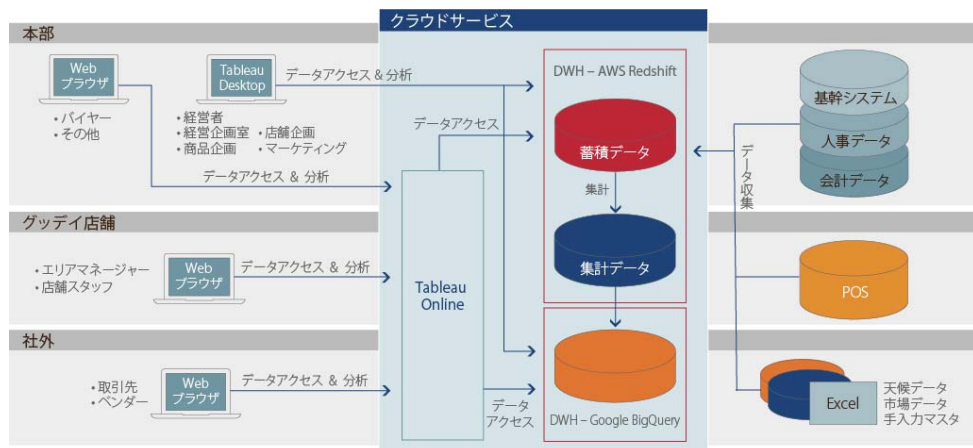 クラウドサービス
本部
Web
ブラウザ
・バイヤー
・その他
Tableau
Desktop
・経営者
・経営企画室 ・店舗企画
・商品企画 ・マーケティング
データアクセス & 分析
データアクセス
データアクセス & 分析
DWH – AWS Redshift
蓄積データ
集計
集計データ
基幹システム
人事データ
会計データ
データ収集
グッデイ店舗
・エリアマネージャー
・店舗スタッフ
Web
ブラウザ
データアクセス & 分析
Tableau
Online
POS
社外
・取引先
・ベンダー
Web
ブラウザ
データアクセス & 分析
データ
アクセス
DWH – Google BigQuery
Excel
天候データ
市場データ
手入力マスタ